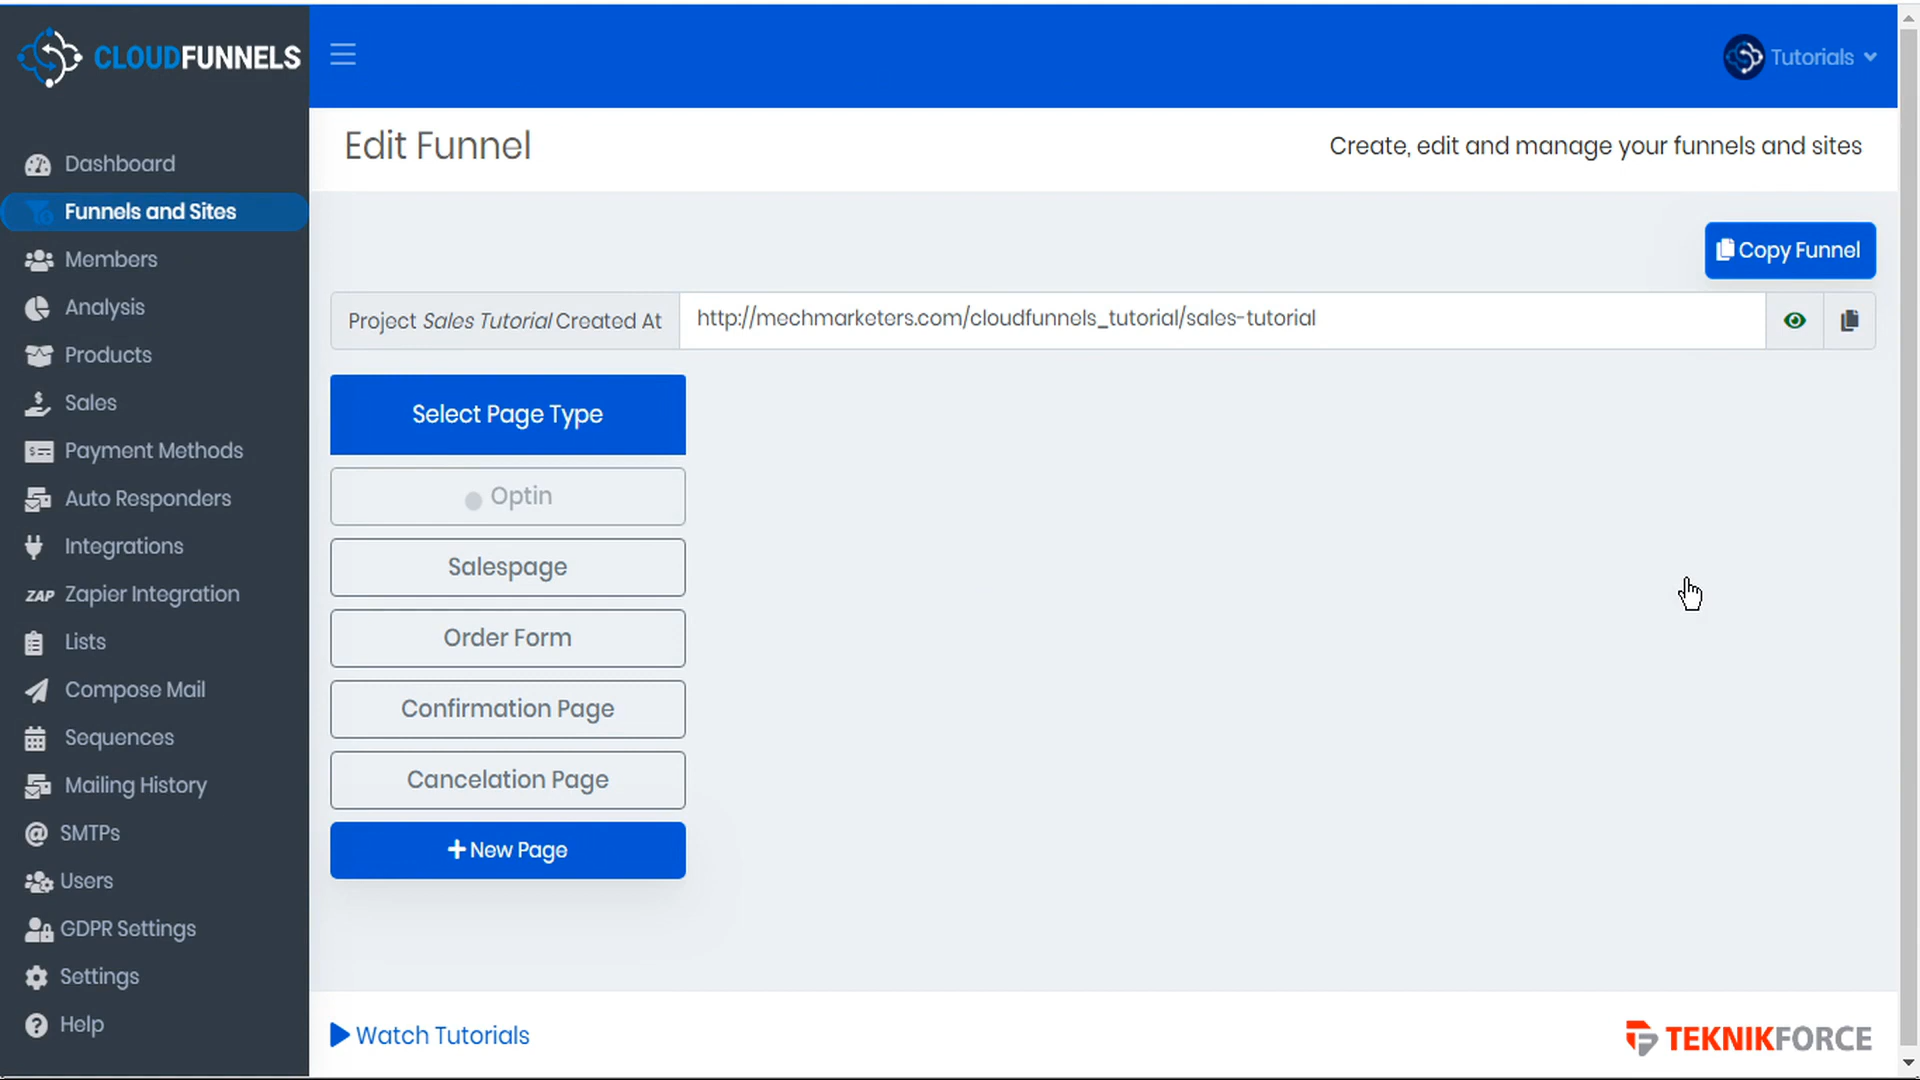 CLOUDFUNNELS
Tutorials
Dashboard
Funnels and Sites
Members
Analysis
Products
Sales
Payment Methods
Auto Responders
Integrations
ZAP Zapier Integration
Lists
Compose Mail
Sequences
Mailing History
SMTPs
Users
GDPR Settings
Settings
Help
Edit Funnel
Create, edit and manage your funnels and sites
Copy Funnel
Project Sales Tutorial Created At
http://mechmarketers.com/cloudfunnels_tutorial/sales-tutorial
Select Page Type
Optin
Salespage
Order Form
Confirmation Page
Cancelation Page
+ New Page
Watch Tutorials
TEKNIKFORCE